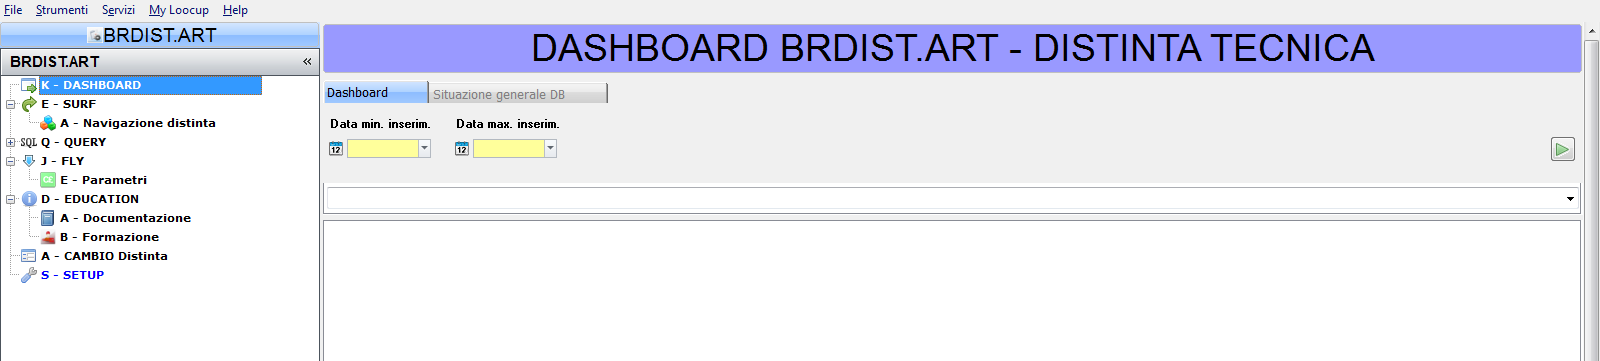 File Strumenti Servizi My Loocup Help
BRDIST.ART
BRDIST.ART «
K - DASHBOARD
E - SURF
A - Navigazione distinta
SQL Q - QUERY
J - FLY
CE E - Parametri
D - EDUCATION
A - Documentazione
B - Formazione
A - CAMBIO Distinta
S - SETUP
DASHBOARD BRDIST.ART - DISTINTA TECNICA
Dashboard Situazione generale DB
Data min. inserim. Data max. inserim.
12 12